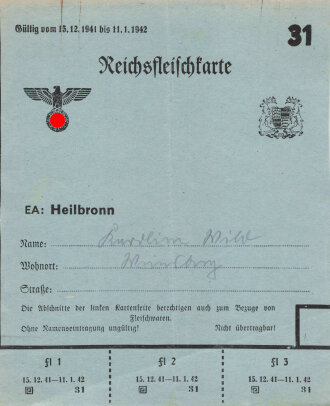 Gültig vom 15.12.1941 bis 11.1.1942
31
Reichsfleischkarte
EA: Heilbronn
Name: Karolin Wild
Wohnort:
Straße:
Die Abschnitte der linken Kartenseite berechtigen auch zum Bezuge von
Fleischwaren.
Ohne Namenseintragung ungültig! Nicht übertragbar!
Fl 1 Fl 2 Fl 3
15. 12. 41—11. 1. 42 15. 12. 41—11. 1. 42 15. 12. 41—11. 1. 42
31 31 31